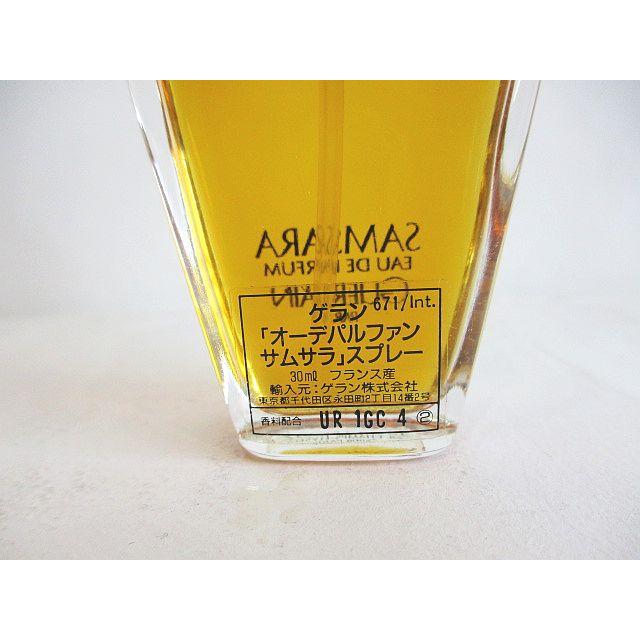 SAMSARA
EAU DE PARFUM
GUERLAIN
671/Int.
ゲラン
「オーデパルファン
サムサラ」スプレー
30ml フランス産
輸入元:ゲラン株式会社
東京都千代田区永田町2丁目14番2号
香料配合 UR 1GC 4 ②